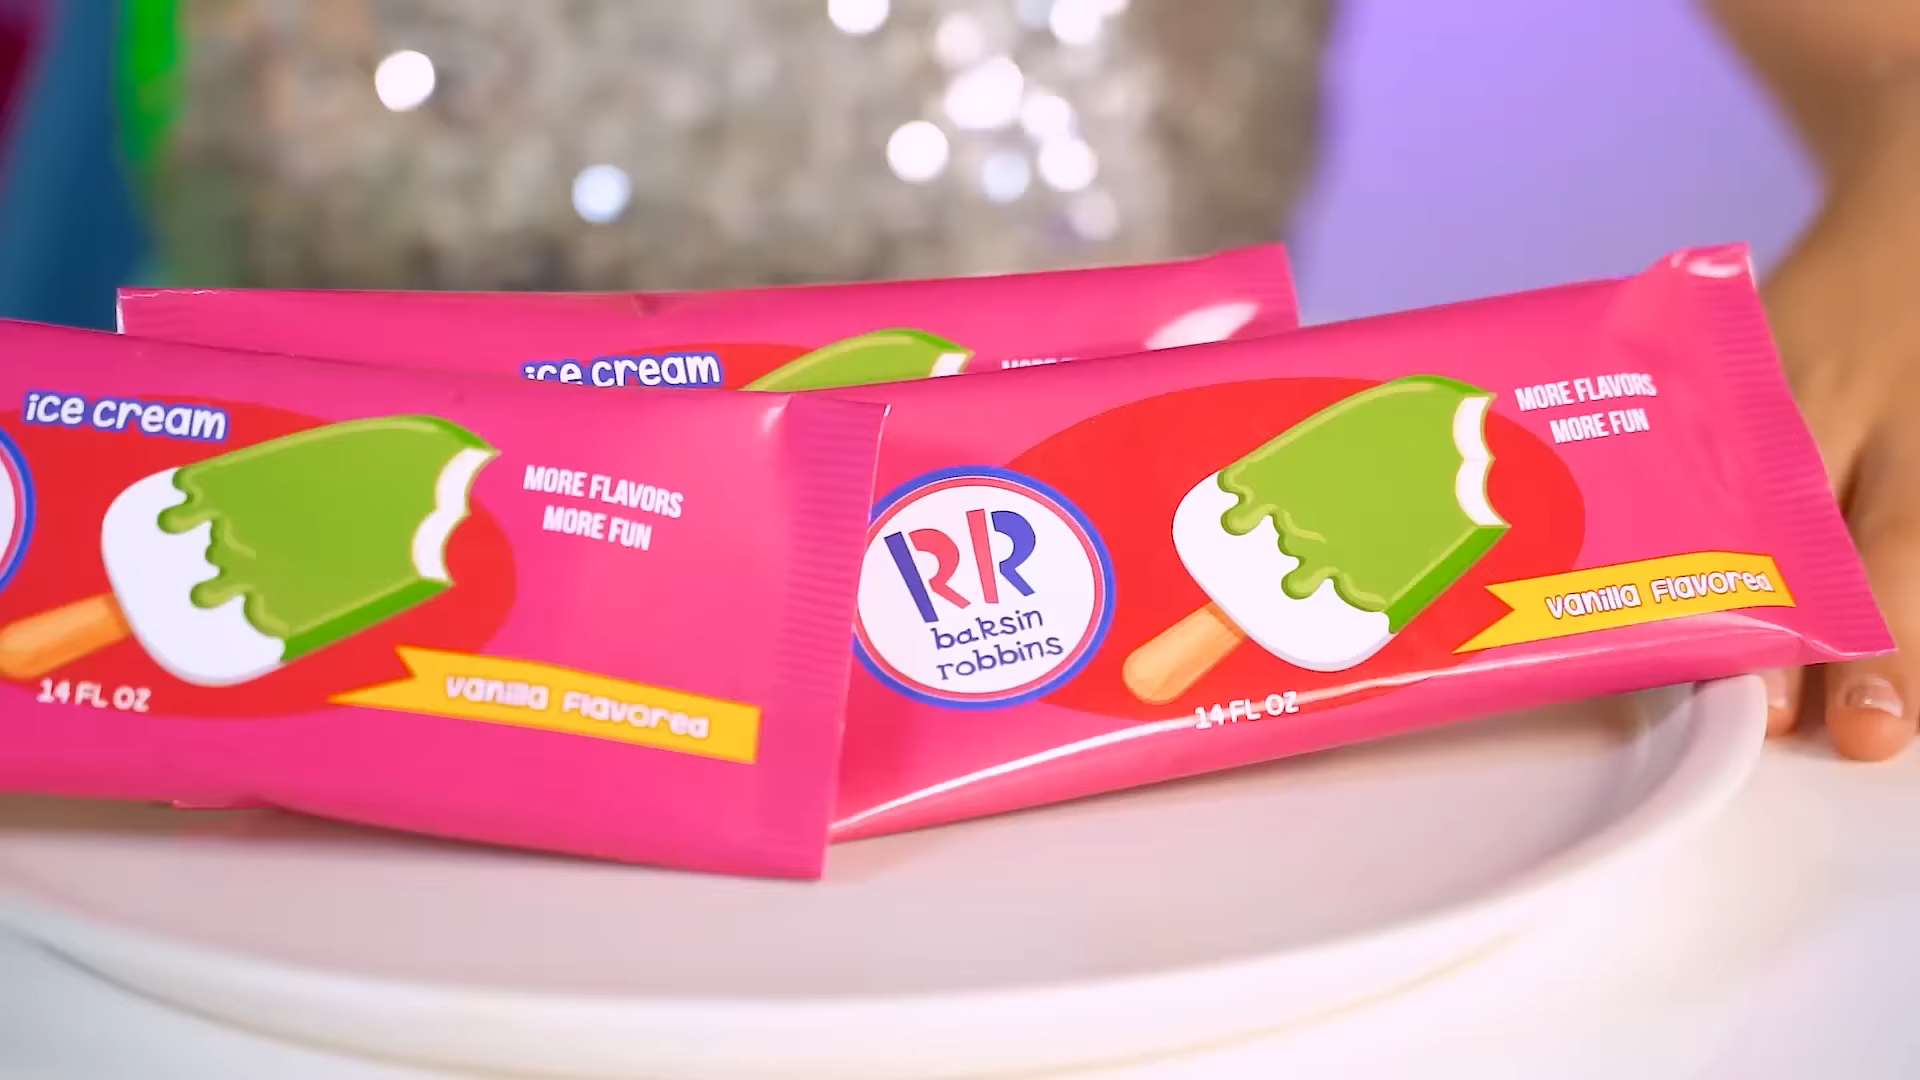 ice cream
ice cream
MORE FLAVORS
MORE FUN
14 FL OZ
vanilla Flavored
RR
baksin
robbins
MORE FLAVORS
MORE FUN
14 FL OZ
vanilla Flavored